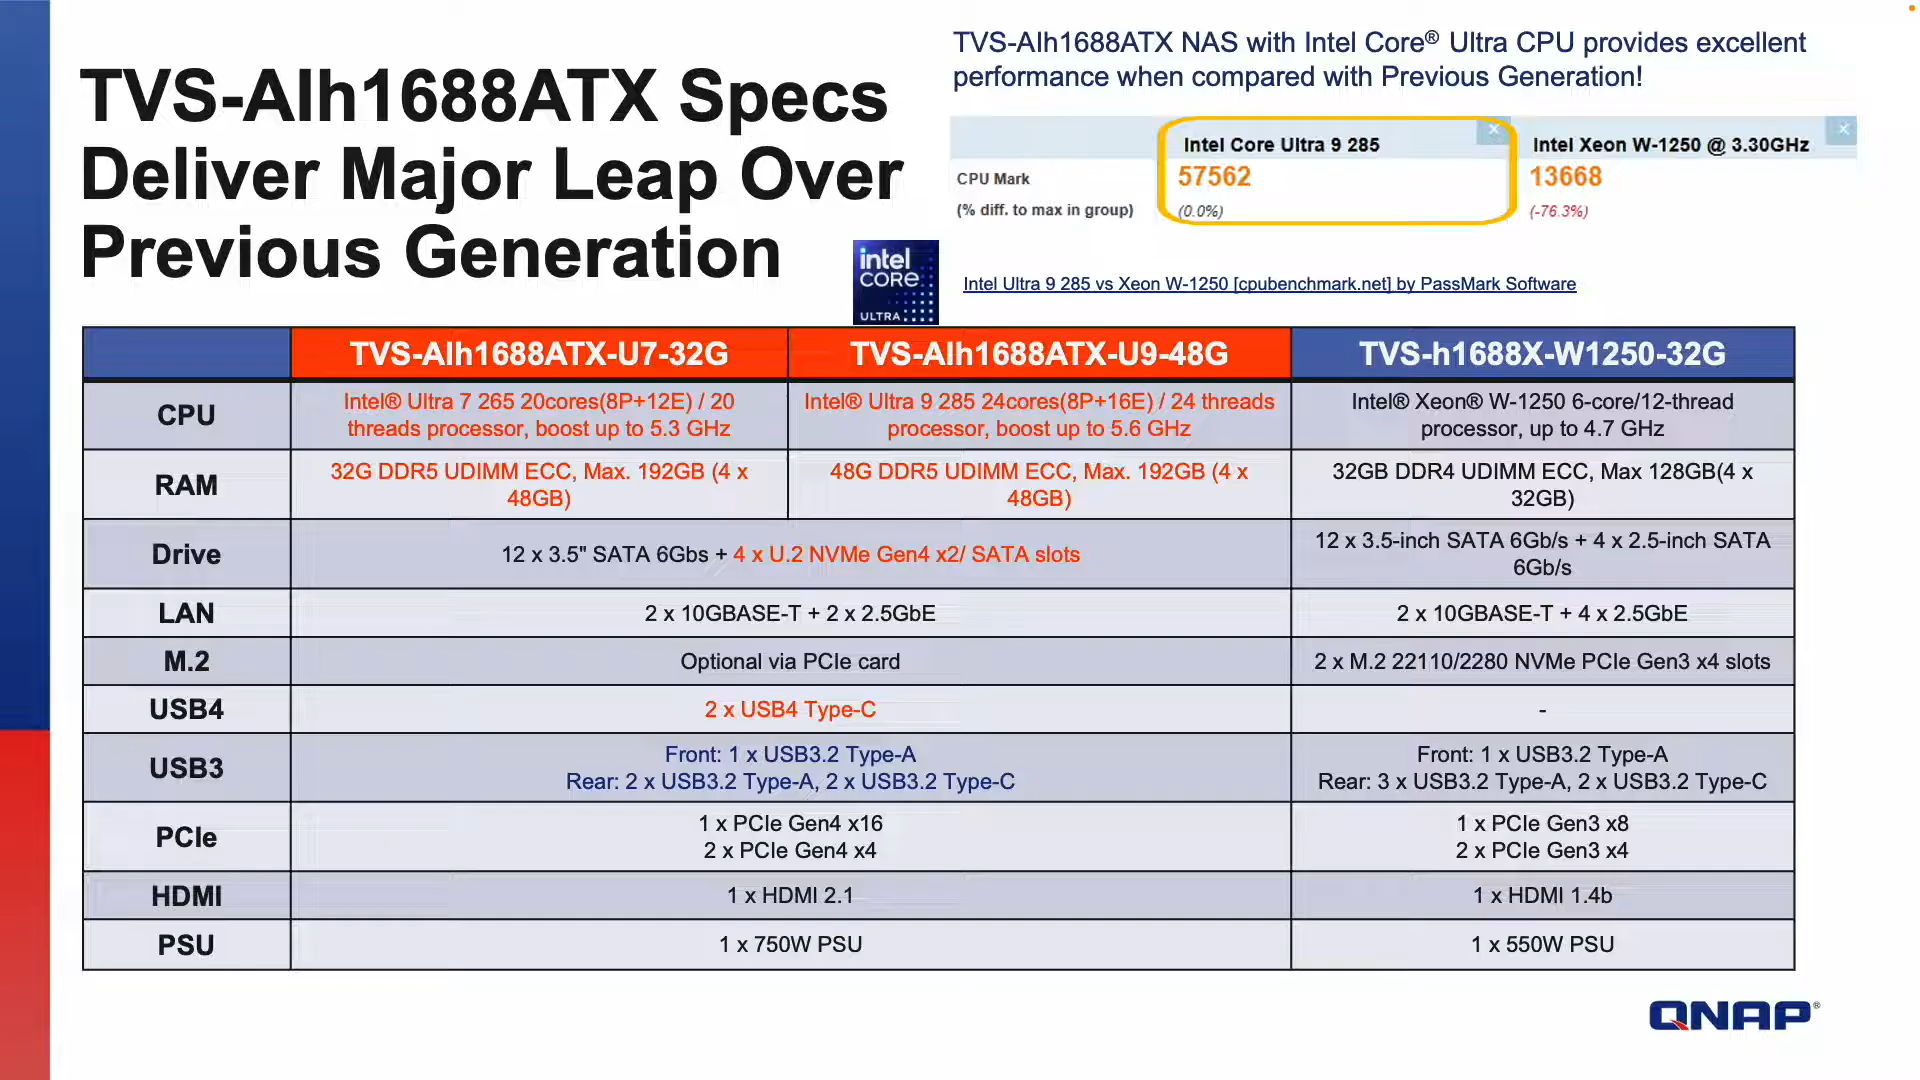 TVS-AIh1688ATX Specs
Deliver Major Leap Over
Previous Generation
TVS-AIh1688ATX NAS with Intel Core® Ultra CPU provides excellent
performance when compared with Previous Generation!
Intel Core Ultra 9 285
Intel Xeon W-1250 @ 3.30GHz
CPU Mark
57562
13668
(% diff. to max in group)
(0.0%)
(-76.3%)
intel
CORE
ULTRA
Intel Ultra 9 285 vs Xeon W-1250 [cpubenchmark.net] by PassMark Software
TVS-AIh1688ATX-U7-32G
TVS-AIh1688ATX-U9-48G
TVS-h1688X-W1250-32G
CPU
Intel® Ultra 7 265 20cores(8P+12E) / 20
threads processor, boost up to 5.3 GHz
Intel® Ultra 9 285 24cores(8P+16E) / 24 threads
processor, boost up to 5.6 GHz
Intel® Xeon® W-1250 6-core/12-thread
processor, up to 4.7 GHz
RAM
32G DDR5 UDIMM ECC, Max. 192GB (4 x
48GB)
48G DDR5 UDIMM ECC, Max. 192GB (4 x
48GB)
32GB DDR4 UDIMM ECC, Max 128GB(4 x
32GB)
Drive
12 x 3.5" SATA 6Gbs + 4 x U.2 NVMe Gen4 x2/ SATA slots
12 x 3.5-inch SATA 6Gb/s + 4 x 2.5-inch SATA
6Gb/s
LAN
2 x 10GBASE-T + 2 x 2.5GbE
2 x 10GBASE-T + 4 x 2.5GbE
M.2
Optional via PCIe card
2 x M.2 22110/2280 NVMe PCIe Gen3 x4 slots
USB4
2 x USB4 Type-C
-
USB3
Front: 1 x USB3.2 Type-A
Rear: 2 x USB3.2 Type-A, 2 x USB3.2 Type-C
Front: 1 x USB3.2 Type-A
Rear: 3 x USB3.2 Type-A, 2 x USB3.2 Type-C
PCIe
1 x PCIe Gen4 x16
2 x PCIe Gen4 x4
1 x PCIe Gen3 x8
2 x PCIe Gen3 x4
HDMI
1 x HDMI 2.1
1 x HDMI 1.4b
PSU
1 x 750W PSU
1 x 550W PSU
QNAP®